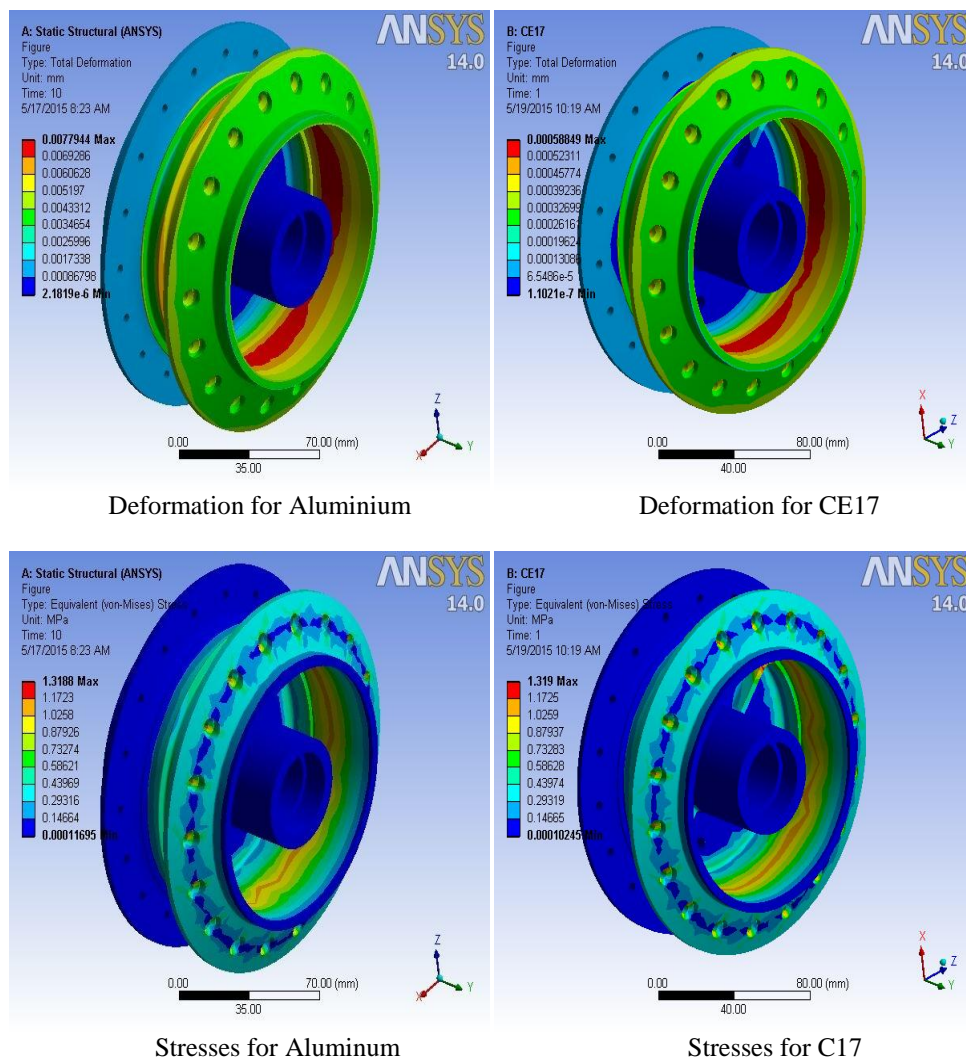 A: Static Structural (ANSYS)
Figure
Type: Total Deformation
Unit: mm
Time: 10
5/17/2015 8:23 AM
ANSYS
14.0
0.0077944 Max
0.0069286
0.0060628
0.005197
0.0043312
0.0034654
0.0025996
0.0017338
0.00086798
2.1819e-6 Min
Z
X
Y
0.00
70.00 (mm)
35.00
Deformation for Aluminium
B: CE17
Figure
Type: Total Deformation
Unit: mm
Time: 1
5/19/2015 10:19 AM
ANSYS
14.0
0.00058849 Max
0.00052311
0.00045774
0.00039236
0.00032699
0.00026161
0.00019624
0.00013086
6.5486e-5
1.1021e-7 Min
X
Z
Y
0.00
80.00 (mm)
40.00
Deformation for CE17
A: Static Structural (ANSYS)
Figure
Type: Equivalent (von-Mises) Stress
Unit: MPa
Time: 10
5/17/2015 8:23 AM
ANSYS
14.0
1.3188 Max
1.1723
1.0258
0.87926
0.73274
0.58621
0.43969
0.29316
0.14664
0.00011695 Min
Z
X
Y
0.00
70.00 (mm)
35.00
Stresses for Aluminum
B: CE17
Figure
Type: Equivalent (von-Mises) Stress
Unit: MPa
Time: 1
5/19/2015 10:19 AM
ANSYS
14.0
1.319 Max
1.1725
1.0259
0.87937
0.73283
0.58628
0.43974
0.29319
0.14665
0.00010245 Min
X
Z
Y
0.00
80.00 (mm)
40.00
Stresses for C17